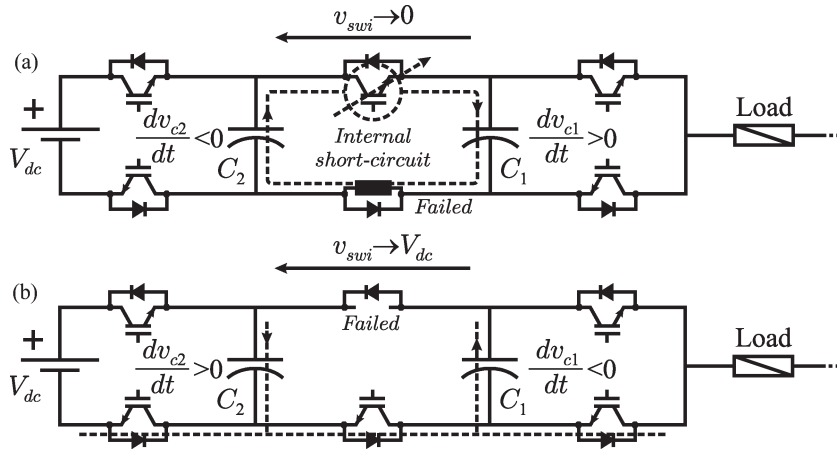 v_swi→0
(a)
+
V_dc
dv_c2/dt<0
C_2
Internal
short-circuit
C_1
dv_c1/dt>0
Load
Failed
v_swi→V_dc
(b)
Failed
+
V_dc
dv_c2/dt>0
C_2
C_1
dv_c1/dt<0
Load